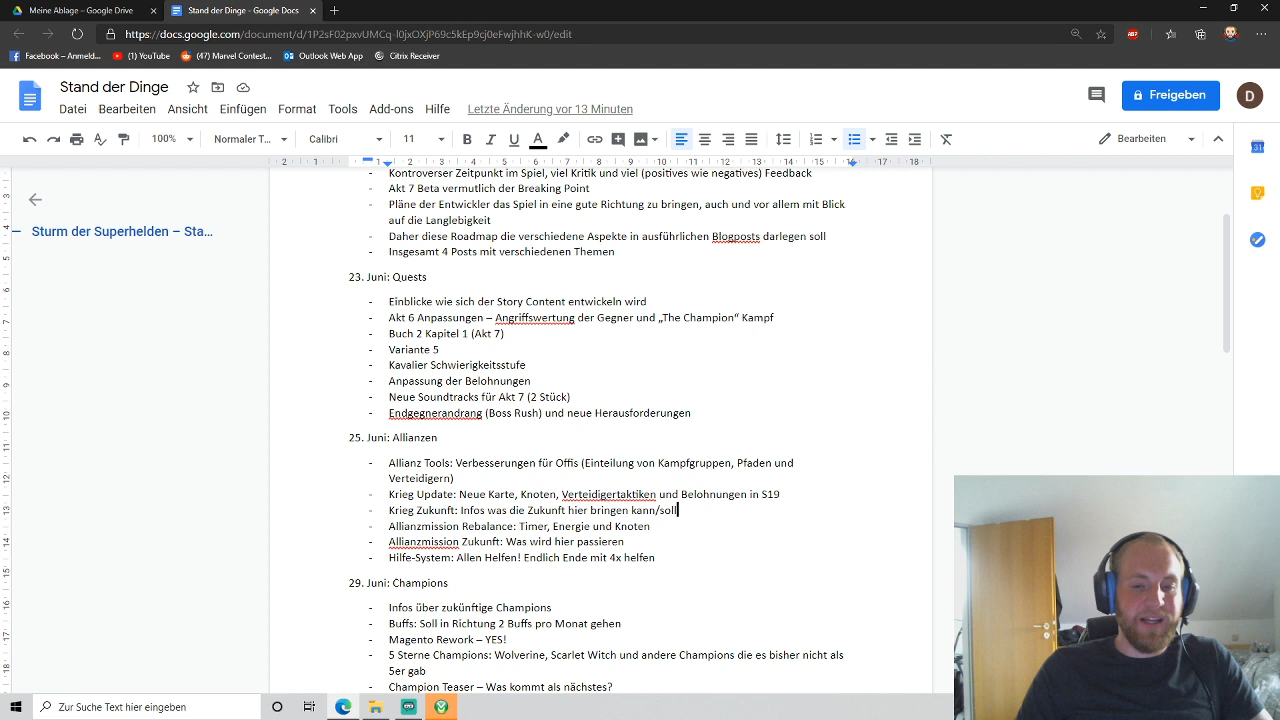 Meine Ablage – Google Drive
Stand der Dinge - Google Docs
https://docs.google.com/document/d/1P2sF02pxvUMCq-l0jxOXjP69c5kEp9cj0eFwjhhK-w0/edit
Facebook – Anmeld...
(1) YouTube
(47) Marvel Contest...
Outlook Web App
Citrix Receiver
Stand der Dinge
Datei Bearbeiten Ansicht Einfügen Format Tools Add-ons Hilfe Letzte Änderung vor 13 Minuten
Freigeben
D
100% Normaler T... Calibri 11 Bearbeiten
Sturm der Superhelden – Sta...
Kontroverser Zeitpunkt im Spiel, viel Kritik und viel (positives wie negatives) Feedback
- Akt 7 Beta vermutlich der Breaking Point
- Pläne der Entwickler das Spiel in eine gute Richtung zu bringen, auch und vor allem mit Blick
auf die Langlebigkeit
- Daher diese Roadmap die verschiedene Aspekte in ausführlichen Blogposts darlegen soll
- Insgesamt 4 Posts mit verschiedenen Themen
23. Juni: Quests
- Einblicke wie sich der Story Content entwickeln wird
- Akt 6 Anpassungen – Angriffswertung der Gegner und „The Champion“ Kampf
- Buch 2 Kapitel 1 (Akt 7)
- Variante 5
- Kavalier Schwierigkeitsstufe
- Anpassung der Belohnungen
- Neue Soundtracks für Akt 7 (2 Stück)
- Endgegnerandrang (Boss Rush) und neue Herausforderungen
25. Juni: Allianzen
- Allianz Tools: Verbesserungen für Offis (Einteilung von Kampfgruppen, Pfaden und
Verteidigern)
- Krieg Update: Neue Karte, Knoten, Verteidigertaktiken und Belohnungen in S19
- Krieg Zukunft: Infos was die Zukunft hier bringen kann/soll
- Allianzmission Rebalance: Timer, Energie und Knoten
- Allianzmission Zukunft: Was wird hier passieren
- Hilfe-System: Allen Helfen! Endlich Ende mit 4x helfen
29. Juni: Champions
- Infos über zukünftige Champions
- Buffs: Soll in Richtung 2 Buffs pro Monat gehen
- Magento Rework – YES!
- 5 Sterne Champions: Wolverine, Scarlet Witch und andere Champions die es bisher nicht als
5er gab
- Champion Teaser – Was kommt als nächstes?
Zur Suche Text hier eingeben